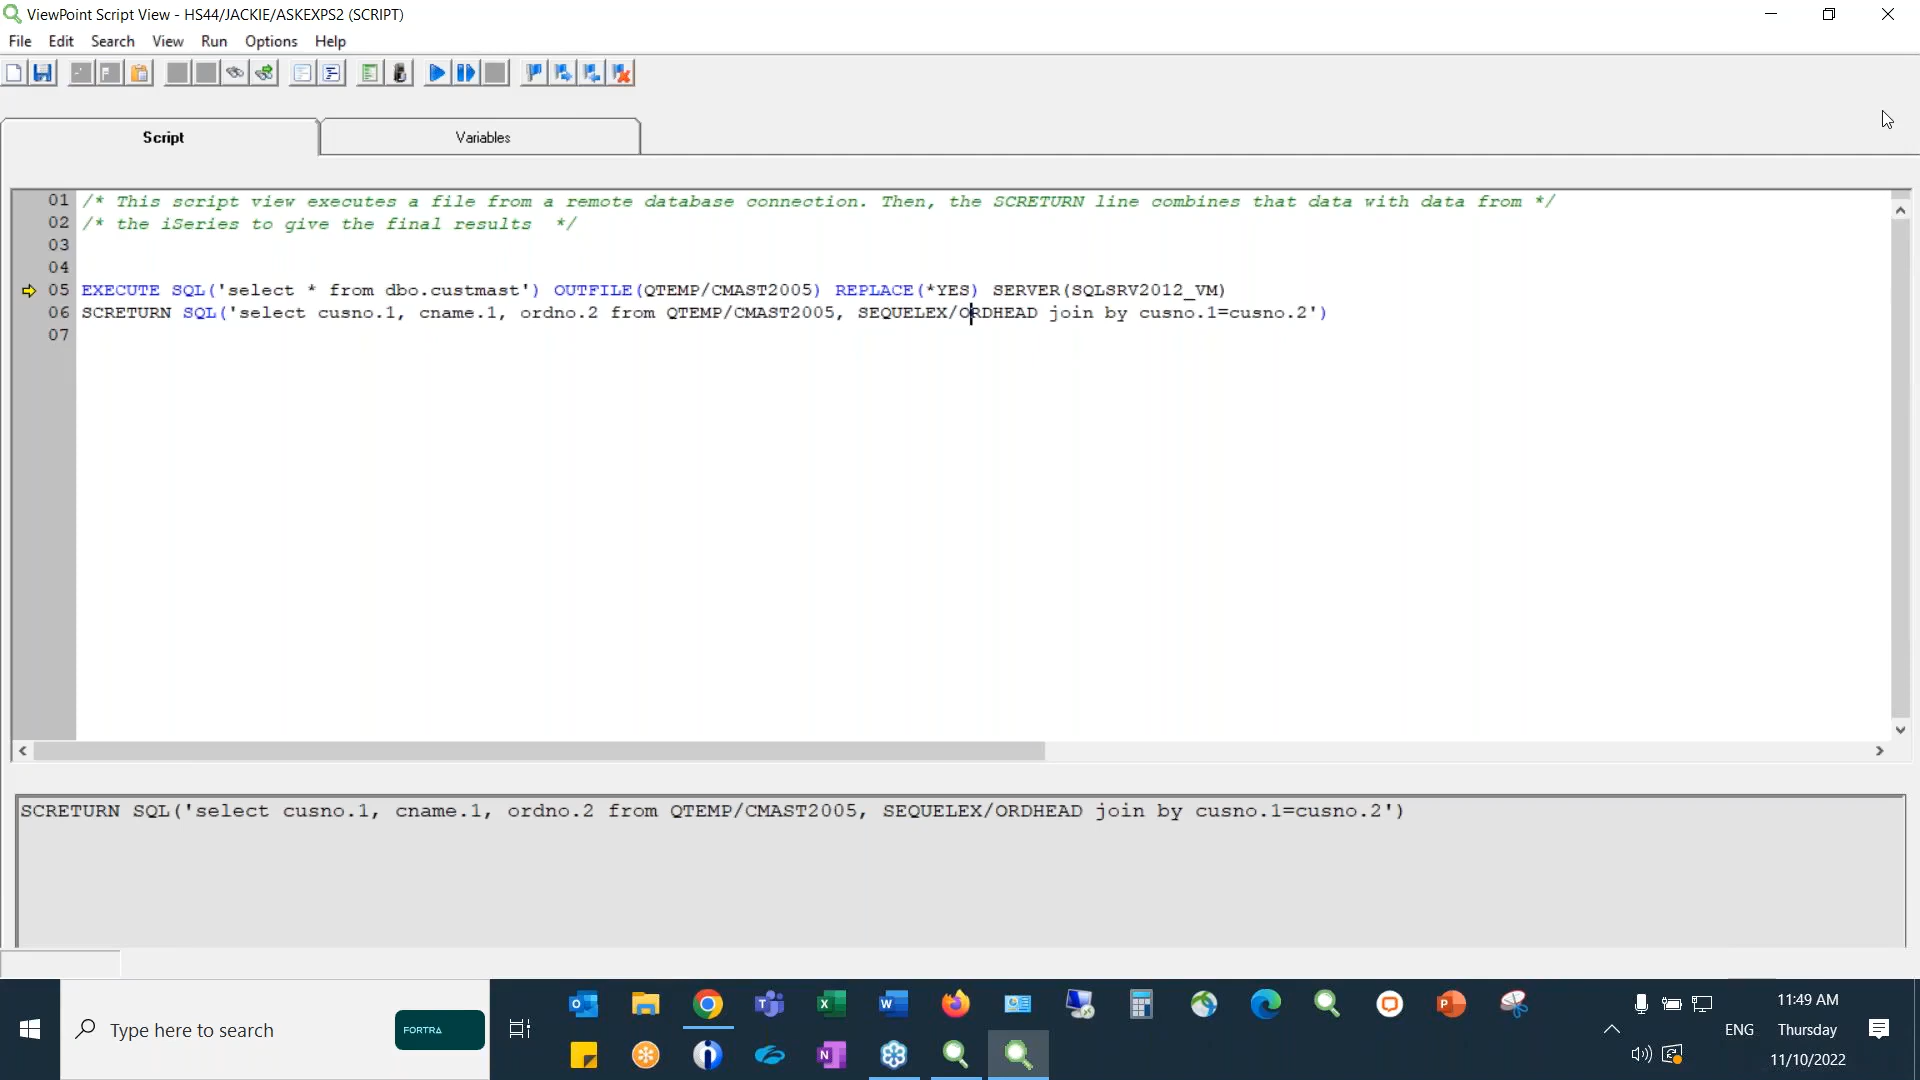 ViewPoint Script View - HS44/JACKIE/ASKEXPS2 (SCRIPT)
File Edit Search View Run Options Help
Script Variables
01 /* This script view executes a file from a remote database connection. Then, the SCRETURN line combines that data with data from */
02 /* the iSeries to give the final results */
03
04
05 EXECUTE SQL('select * from dbo.custmast') OUTFILE(QTEMP/CMAST2005) REPLACE(*YES) SERVER(SQLSRV2012_VM)
06 SCRETURN SQL('select cusno.1, cname.1, ordno.2 from QTEMP/CMAST2005, SEQUELEX/ORDHEAD join by cusno.1=cusno.2')
07
SCRETURN SQL('select cusno.1, cname.1, ordno.2 from QTEMP/CMAST2005, SEQUELEX/ORDHEAD join by cusno.1=cusno.2')
Type here to search
FORTRA
ENG
11:49 AM
Thursday
11/10/2022